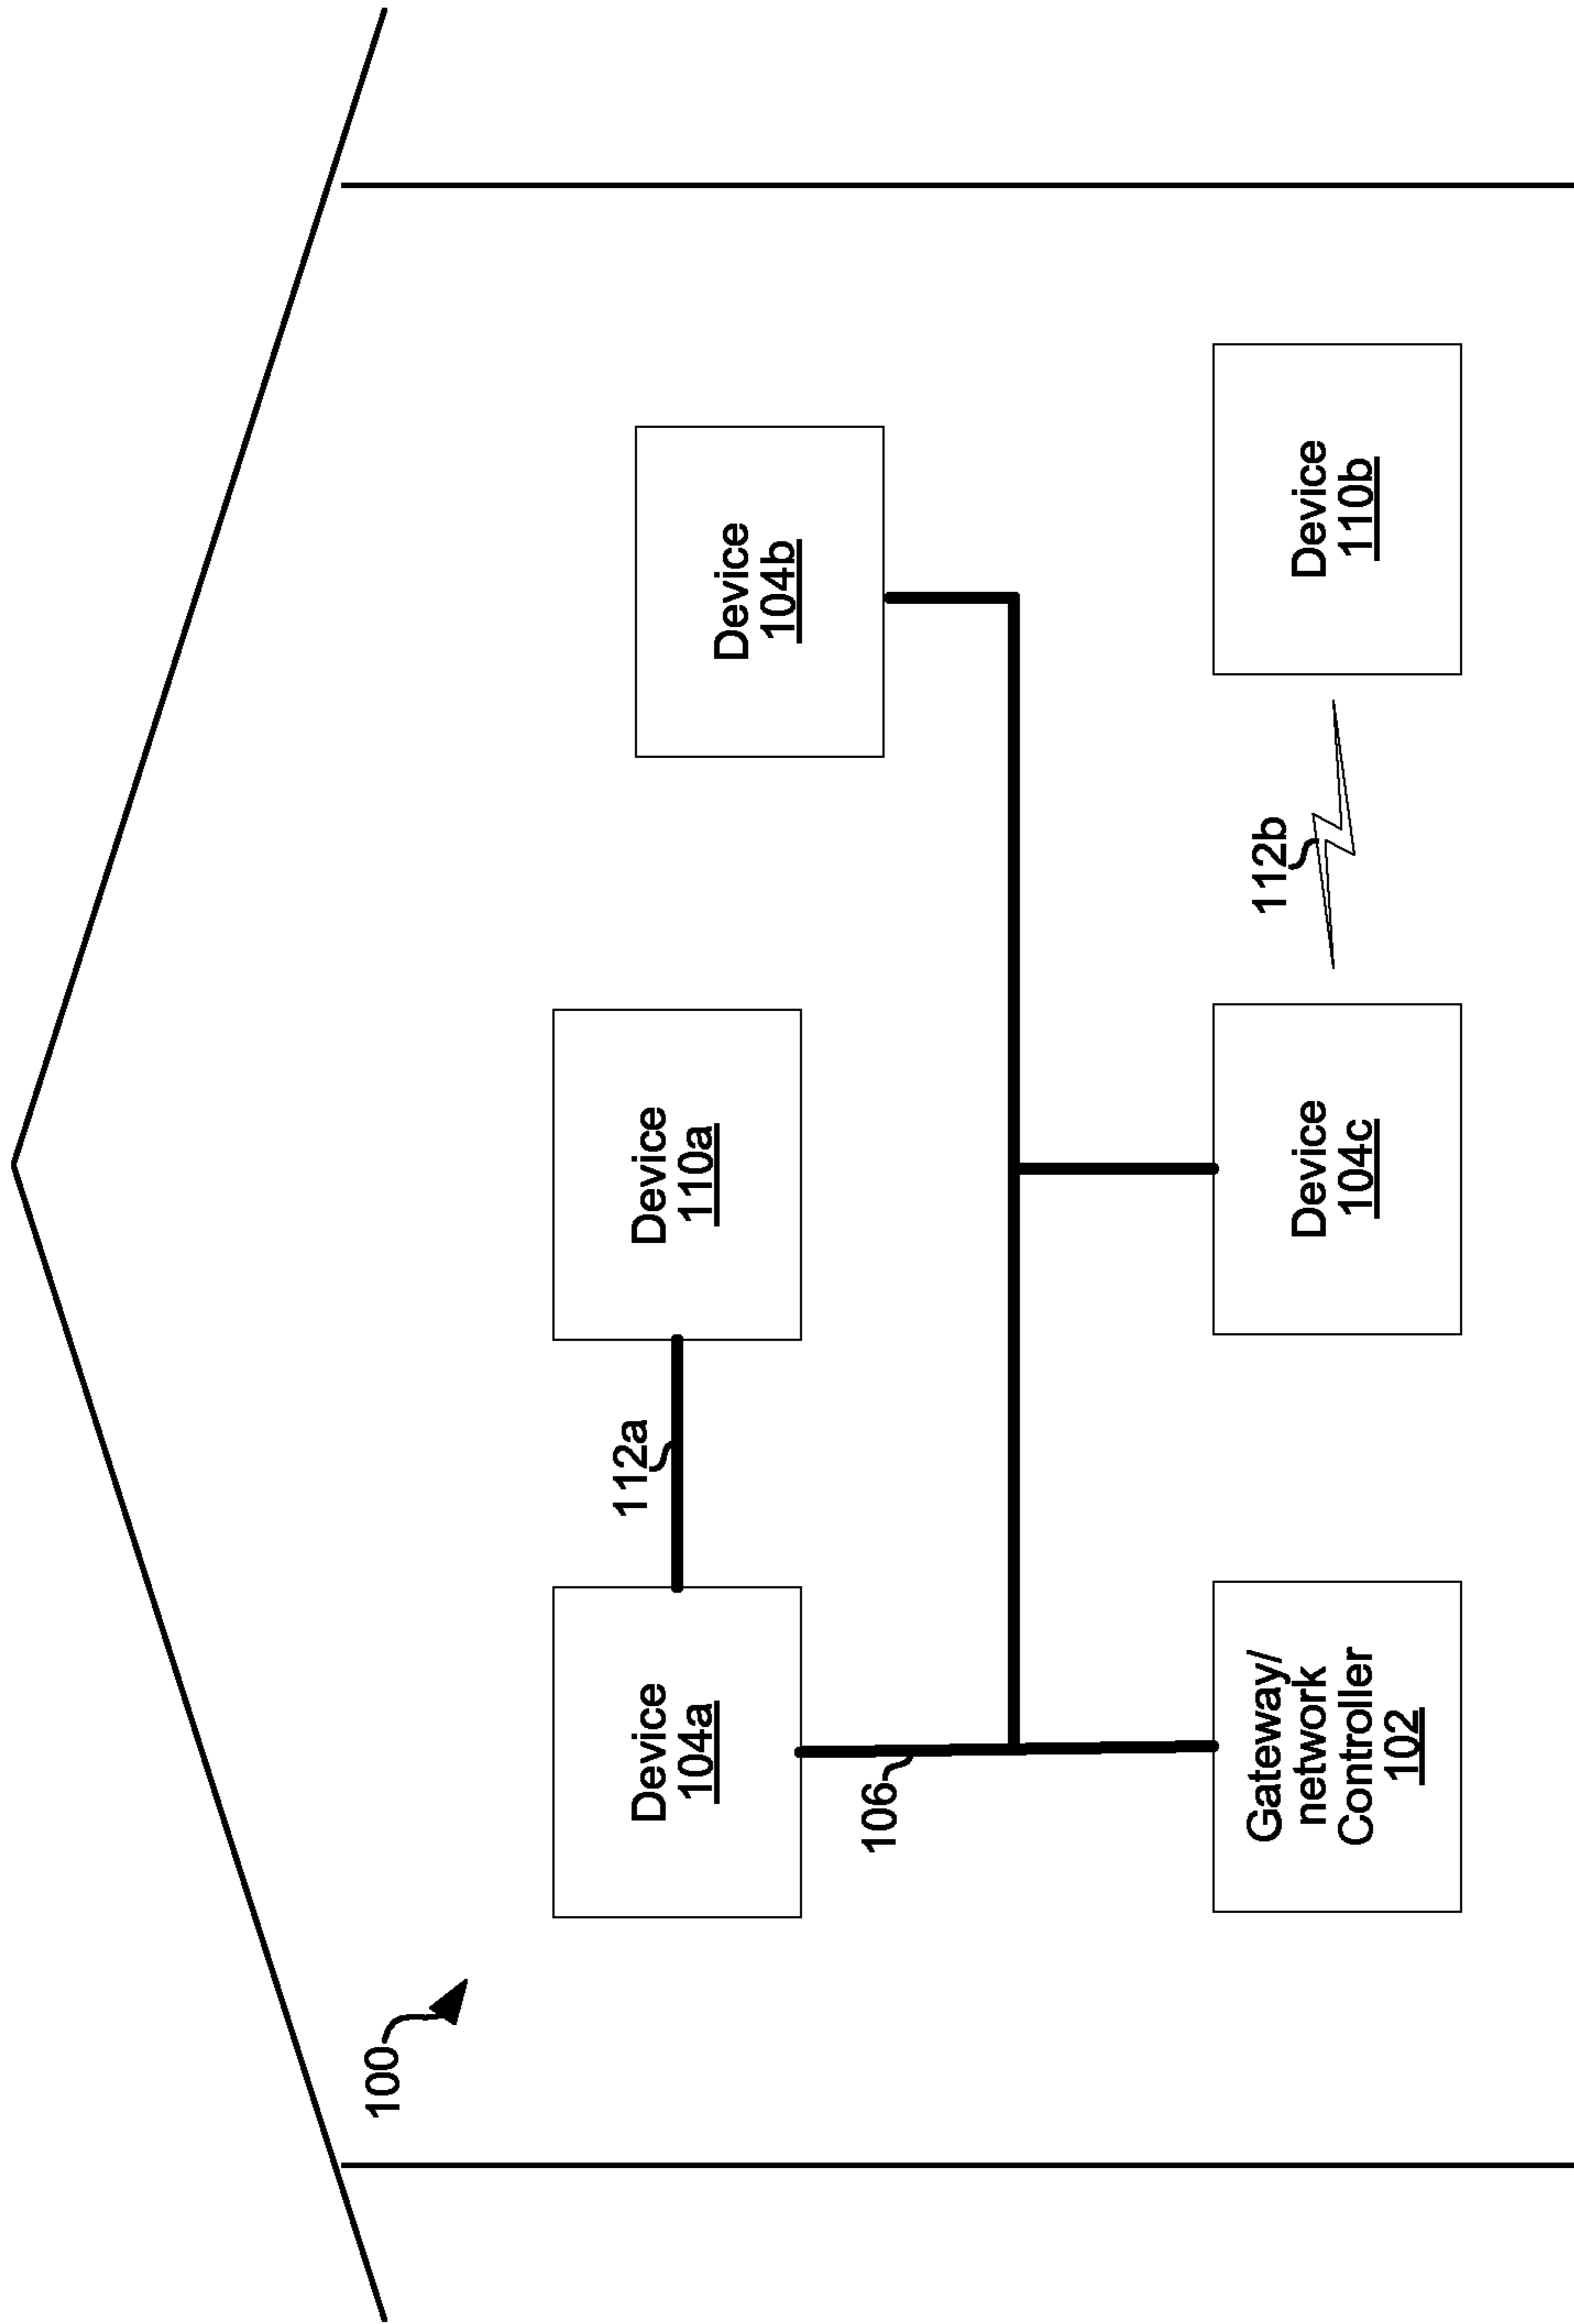 100
Device
104a
112a
Device
110a
Device
104b
106
Gateway/
network
Controller
102
Device
104c
112b
Device
110b